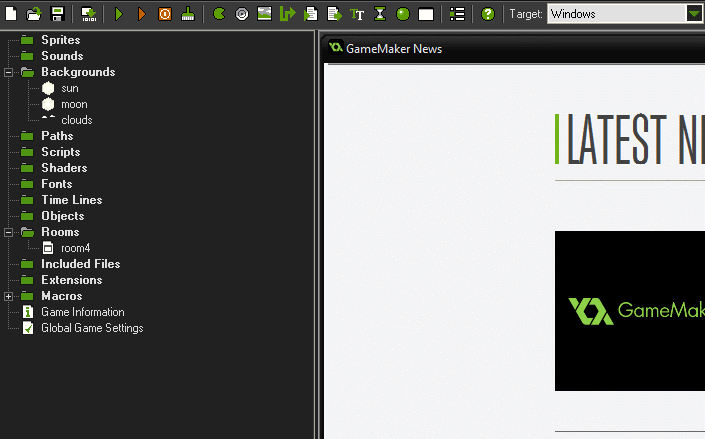 Target: Windows
Sprites
Sounds
Backgrounds
sun
moon
clouds
Paths
Scripts
Shaders
Fonts
Time Lines
Objects
Rooms
room4
Included Files
Extensions
Macros
Game Information
Global Game Settings
GameMaker News
LATEST NE
GameMak